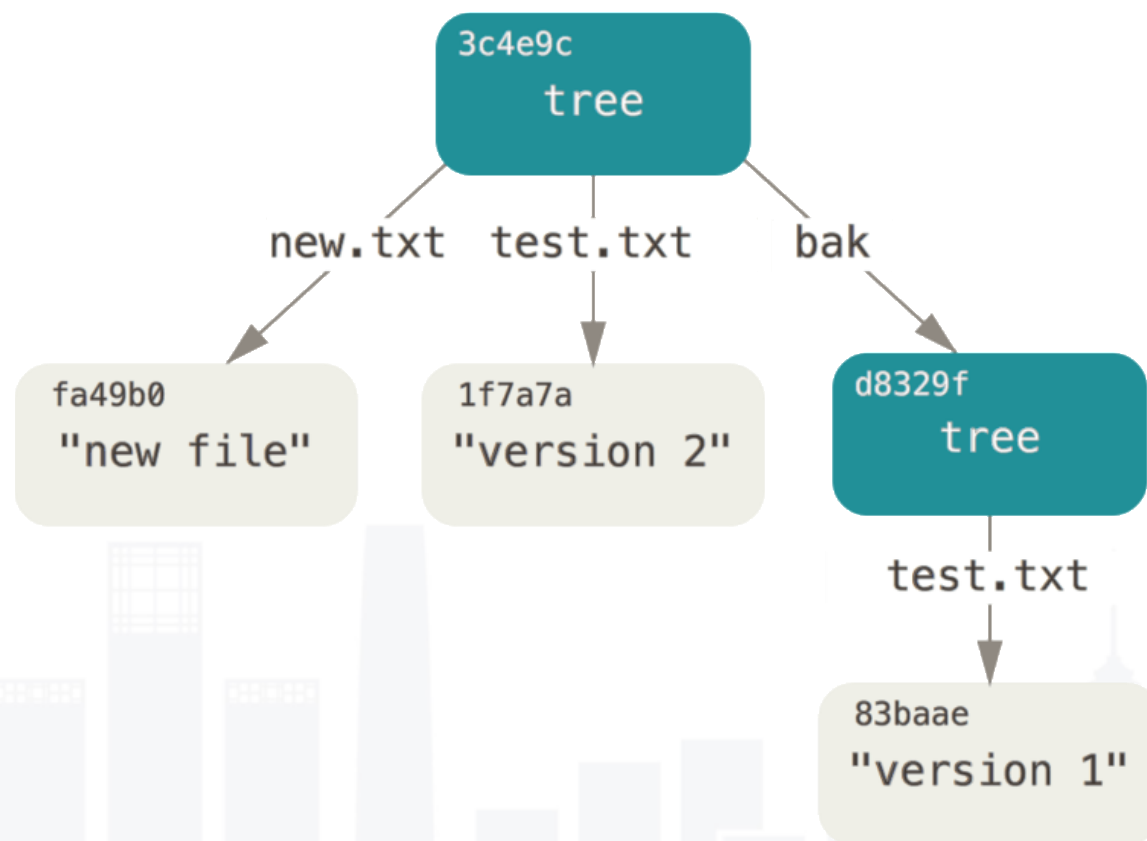 3c4e9c
tree
new.txt
test.txt
bak
fa49b0
"new file"
1f7a7a
"version 2"
d8329f
tree
test.txt
83baae
"version 1"